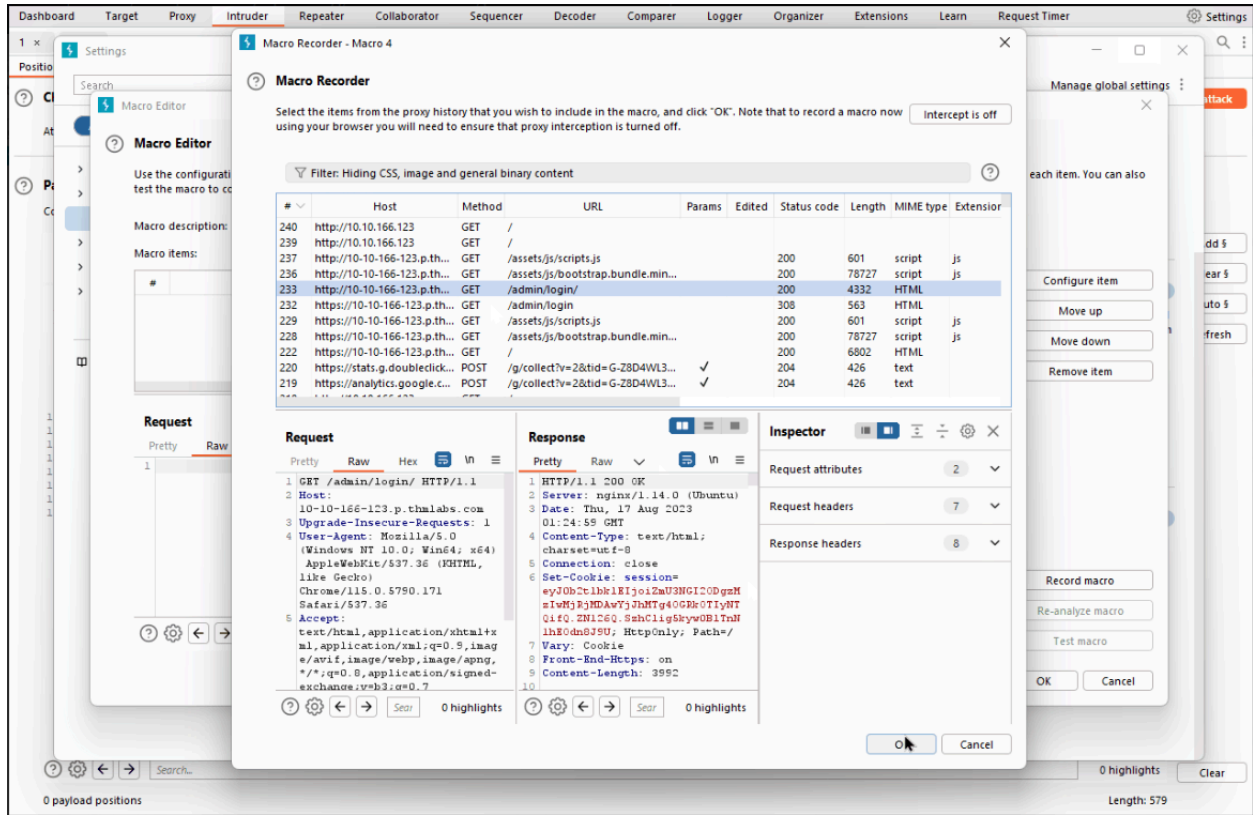 Dashboard Target Proxy Intruder Repeater Collaborator Sequencer Decoder Comparer Logger Organizer Extensions Learn Request Timer Settings
1 ×
Positio
Settings
Search
Manage global settings
Macro Editor
Macro Editor
Use the configurati
test the macro to co
each item. You can also
Macro description:
Macro items:
#
Configure item
Move up
Move down
Remove item
Record macro
Re-analyze macro
Test macro
OK Cancel
Request
Pretty Raw
1
Macro Recorder - Macro 4
Macro Recorder
Select the items from the proxy history that you wish to include in the macro, and click "OK". Note that to record a macro now
using your browser you will need to ensure that proxy interception is turned off.
Intercept is off
Filter: Hiding CSS, image and general binary content
# Host Method URL Params Edited Status code Length MIME type Extension
240 http://10.10.166.123 GET /
239 http://10.10.166.123 GET /
237 http://10-10-166-123.p.th... GET /assets/js/scripts.js 200 601 script js
236 http://10-10-166-123.p.th... GET /assets/js/bootstrap.bundle.min... 200 78727 script js
233 http://10-10-166-123.p.th... GET /admin/login/ 200 4332 HTML
232 https://10-10-166-123.p.th... GET /admin/login 308 563 HTML
229 https://10-10-166-123.p.th... GET /assets/js/scripts.js 200 601 script js
228 https://10-10-166-123.p.th... GET /assets/js/bootstrap.bundle.min... 200 78727 script js
222 https://10-10-166-123.p.th... GET / 200 6802 HTML
220 https://stats.g.doubleclick... POST /g/collect?v=2&tid=G-Z8D4WL3... ✓ 204 426 text
219 https://analytics.google.c... POST /g/collect?v=2&tid=G-Z8D4WL3... ✓ 204 426 text
Request
Pretty Raw Hex \n
1 GET /admin/login/ HTTP/1.1
2 Host:
10-10-166-123.p.thmlabs.com
3 Upgrade-Insecure-Requests: 1
4 User-Agent: Mozilla/5.0
(Windows NT 10.0; Win64; x64)
AppleWebKit/537.36 (KHTML,
like Gecko)
Chrome/115.0.5790.171
Safari/537.36
5 Accept:
text/html,application/xhtml+x
ml,application/xml;q=0.9,imag
e/avif,image/webp,image/apng,
*/*;q=0.8,application/signed-
exchange;v=b3;q=0.7
Sear 0 highlights
Response
Pretty Raw \n
1 HTTP/1.1 200 OK
2 Server: nginx/1.14.0 (Ubuntu)
3 Date: Thu, 17 Aug 2023
01:24:59 GMT
4 Content-Type: text/html;
charset=utf-8
5 Connection: close
6 Set-Cookie: session=
HttpOnly; Path=/
7 Vary: Cookie
8 Front-End-Https: on
9 Content-Length: 3992
10
Sear 0 highlights
Inspector
Request attributes 2
Request headers 7
Response headers 8
OK Cancel
Search...
0 highlights Clear
0 payload positions Length: 579